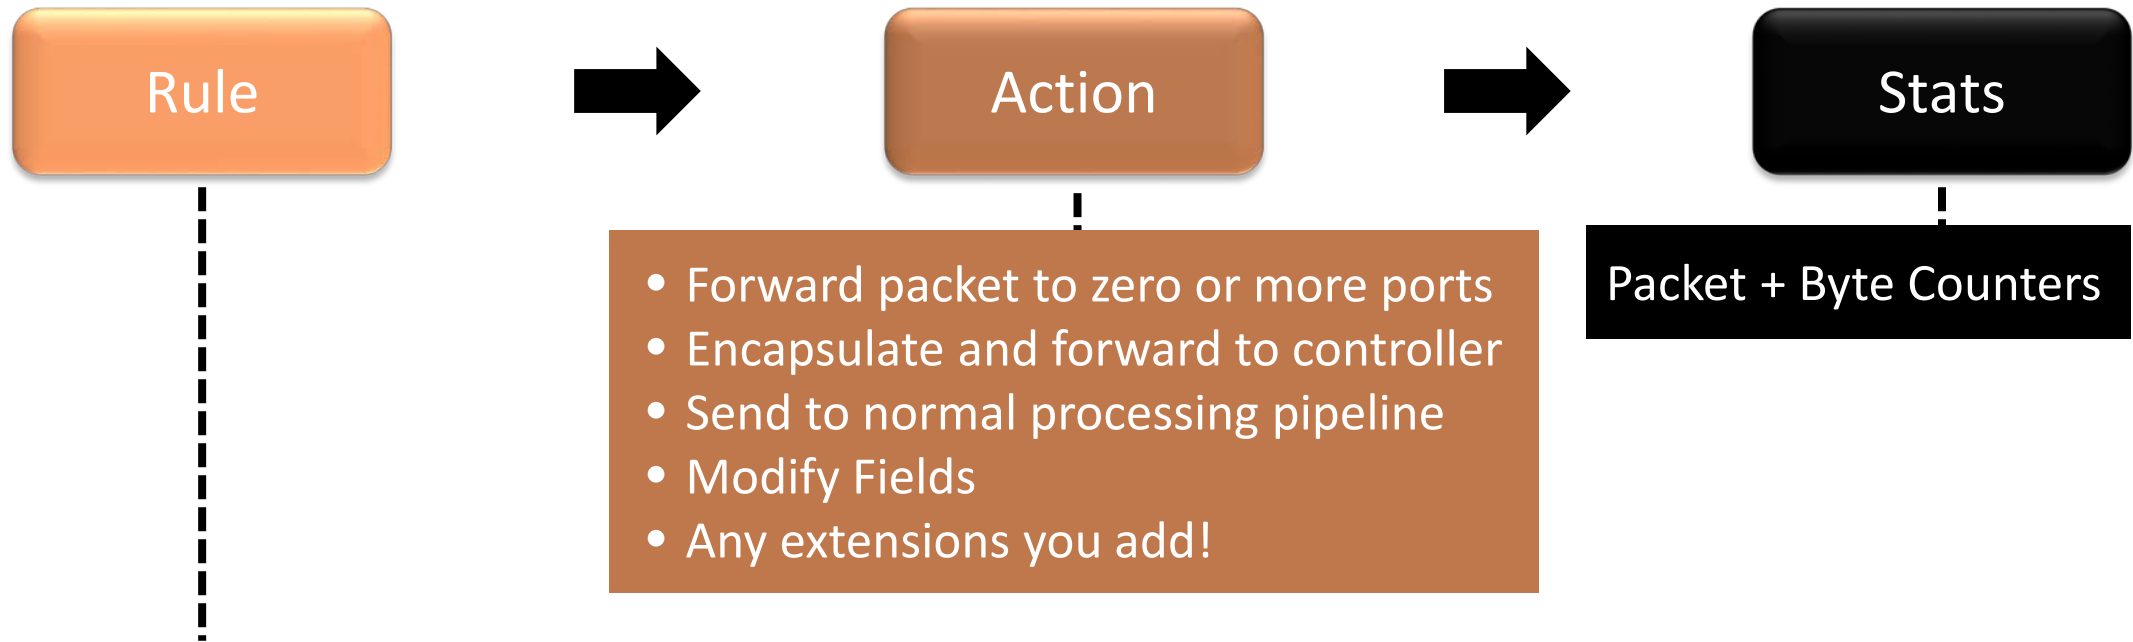 Rule
Action
Stats
• Forward packet to zero or more ports
• Encapsulate and forward to controller
• Send to normal processing pipeline
• Modify Fields
• Any extensions you add!
Packet + Byte Counters